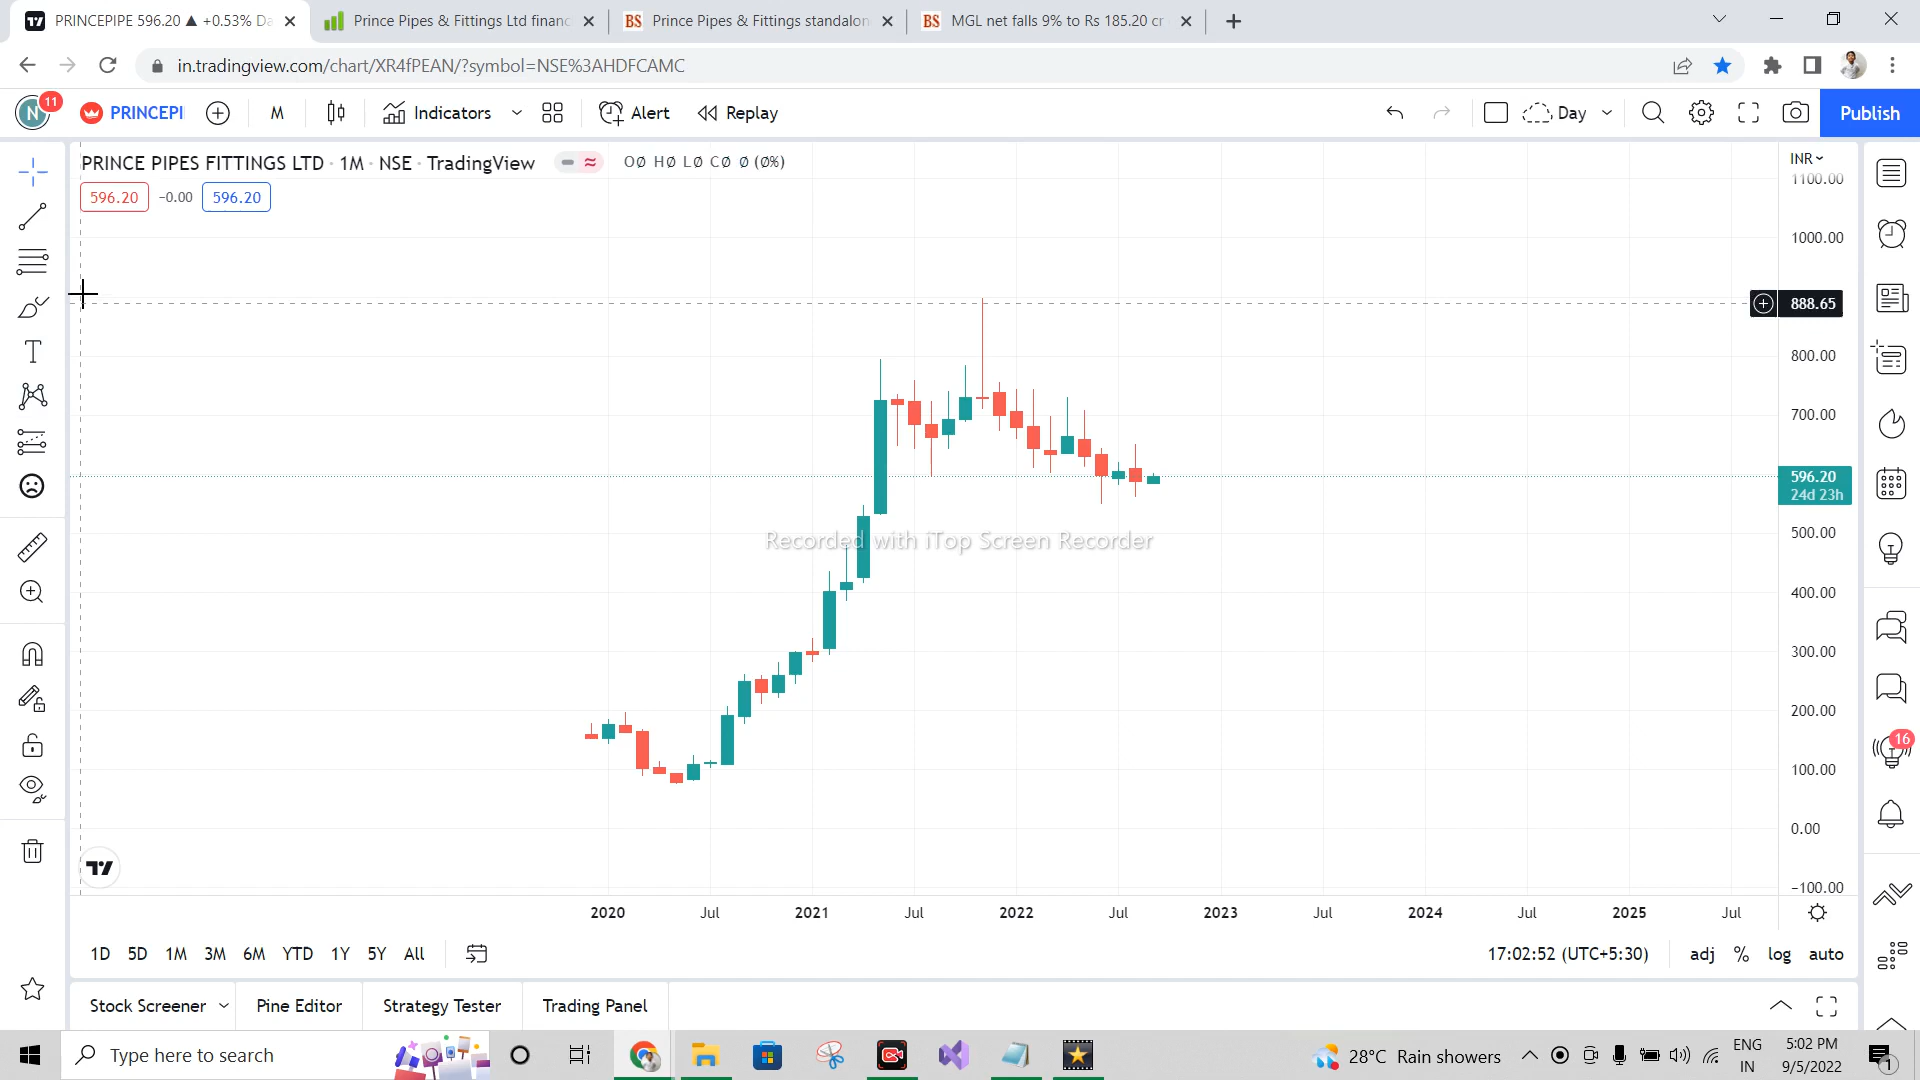 PRINCEPIPE 596.20 ▲ +0.53% Da
Prince Pipes & Fittings Ltd financ
BS Prince Pipes & Fittings standalon
BS MGL net falls 9% to Rs 185.20 cr
in.tradingview.com/chart/XR4fPEAN/?symbol=NSE%3AHDFCAMC
N 11 PRINCEPI M Indicators Alert Replay Day Publish
PRINCE PIPES FITTINGS LTD · 1M · NSE · TradingView O∅ H∅ L∅ C∅ ∅ (0%)
596.20 −0.00 596.20
INR
1100.00
1000.00
888.65
800.00
700.00
596.20
24d 23h
500.00
400.00
300.00
200.00
100.00
0.00
−100.00
Recorded with iTop Screen Recorder
16
2020 Jul 2021 Jul 2022 Jul 2023 Jul 2024 Jul 2025 Jul
1D 5D 1M 3M 6M YTD 1Y 5Y All 17:02:52 (UTC+5:30) adj % log auto
Stock Screener Pine Editor Strategy Tester Trading Panel
Type here to search
28°C Rain showers
ENG
IN
5:02 PM
9/5/2022
1